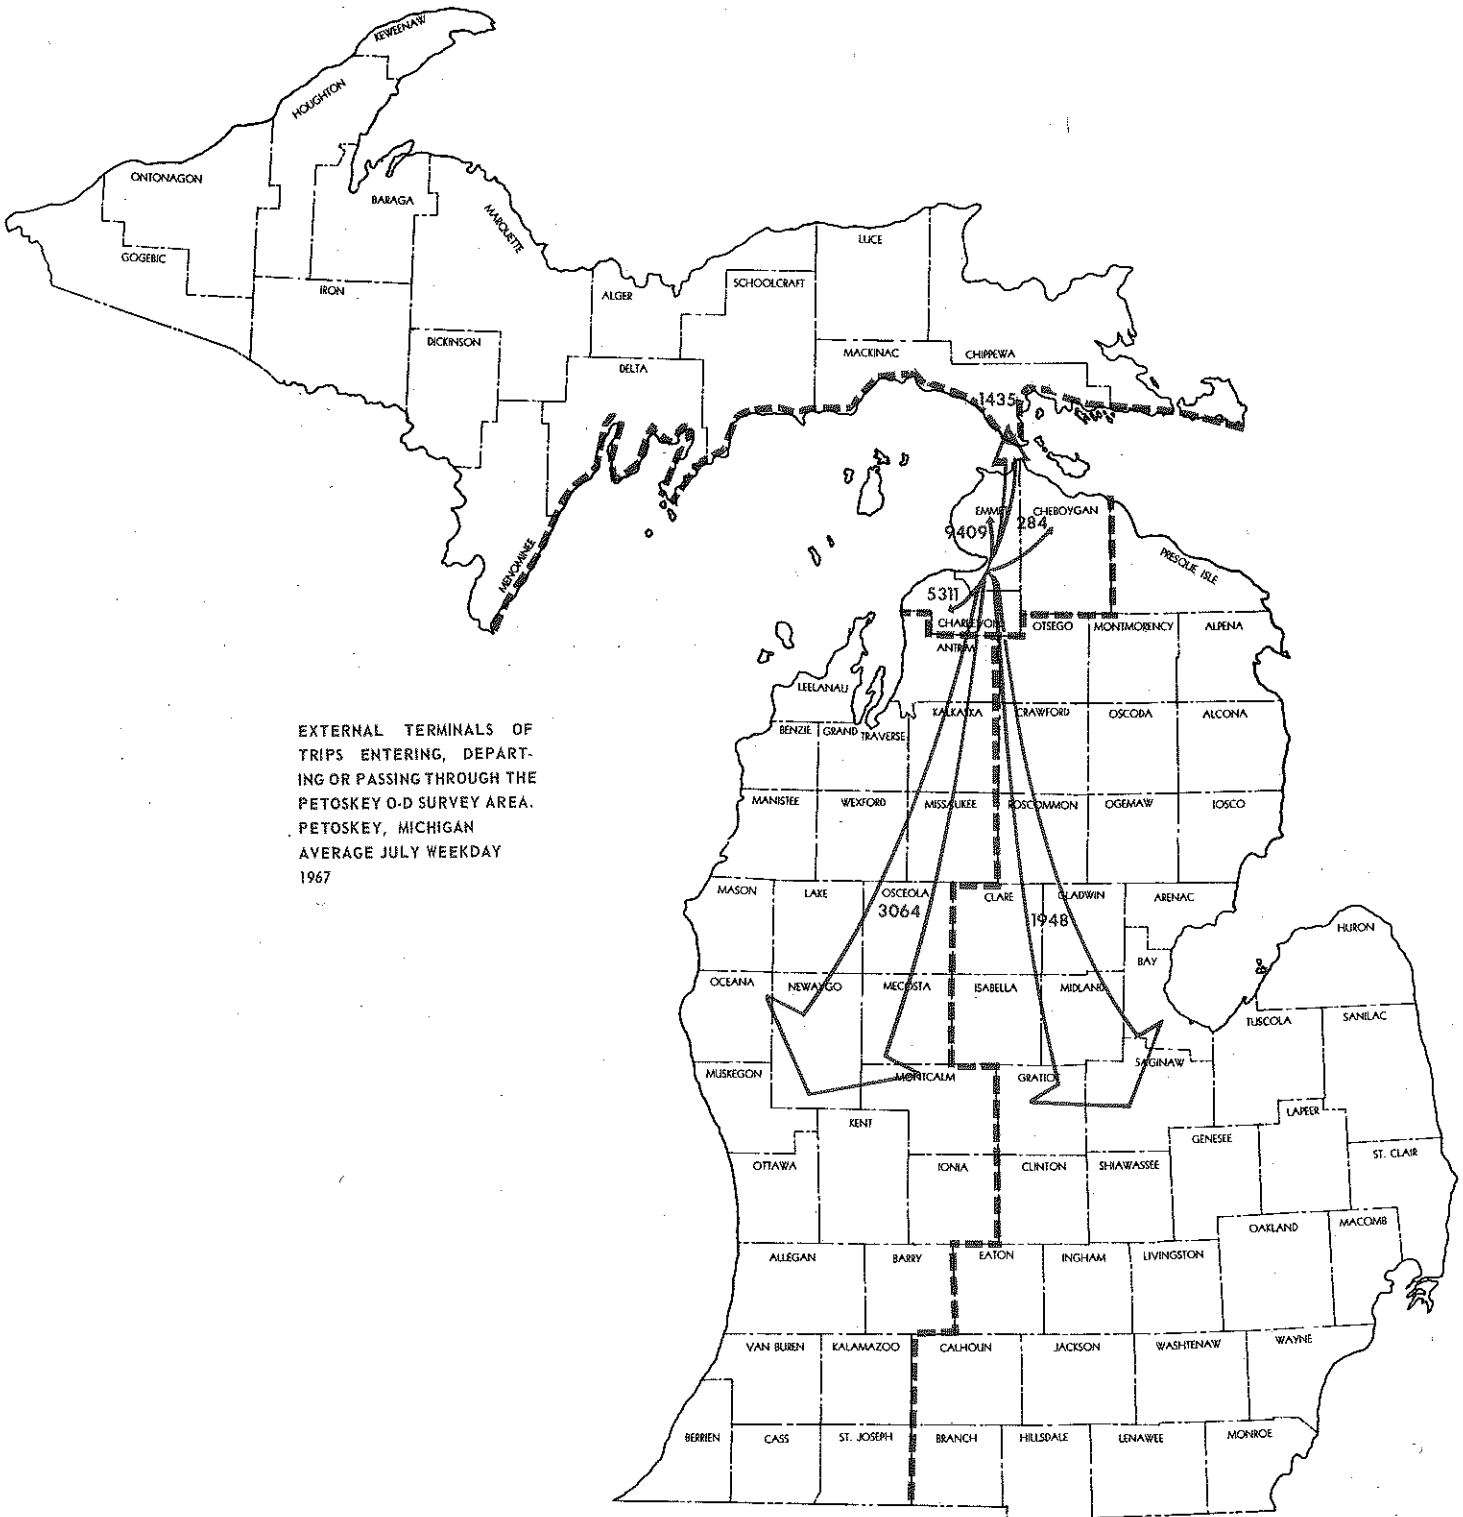 KEWEENAW
HOUGHTON
ONTONAGON
BARAGA
MARQUETTE
LUCE
GOGEBIC
IRON
ALGER
SCHOOLCRAFT
DICKINSON
DELTA
MACKINAC
CHIPPEWA
1435
EMMET
CHEBOYGAN
9409
284
PRESQUE ISLE
MENOMINEE
5311
CHARLEVOIX
OTSEGO
MONTMORENCY
ALPENA
ANTRIM
LEELANAU
KALKASKA
CRAWFORD
OSCODA
ALCONA
BENZIE
GRAND TRAVERSE
EXTERNAL TERMINALS OF
TRIPS ENTERING, DEPART-
ING OR PASSING THROUGH THE
PETOSKEY O-D SURVEY AREA.
PETOSKEY, MICHIGAN
AVERAGE JULY WEEKDAY
1967
MANISTEE
WEXFORD
MISSAUKEE
ROSCOMMON
OGEMAW
IOSCO
MASON
LAKE
OSCEOLA
CLARE
GLADWIN
ARENAC
3064
1948
HURON
BAY
OCEANA
NEWAYGO
MECOSTA
ISABELLA
MIDLAND
TUSCOLA
SANILAC
MUSKEGON
MONTCALM
GRATIOT
SAGINAW
LAPEER
KENT
GENESEE
ST. CLAIR
OTTAWA
IONIA
CLINTON
SHIAWASSEE
OAKLAND
MACOMB
ALLEGAN
BARRY
EATON
INGHAM
LIVINGSTON
VAN BUREN
KALAMAZOO
CALHOUN
JACKSON
WASHTENAW
WAYNE
BERRIEN
CASS
ST. JOSEPH
BRANCH
HILLSDALE
LENAWEE
MONROE